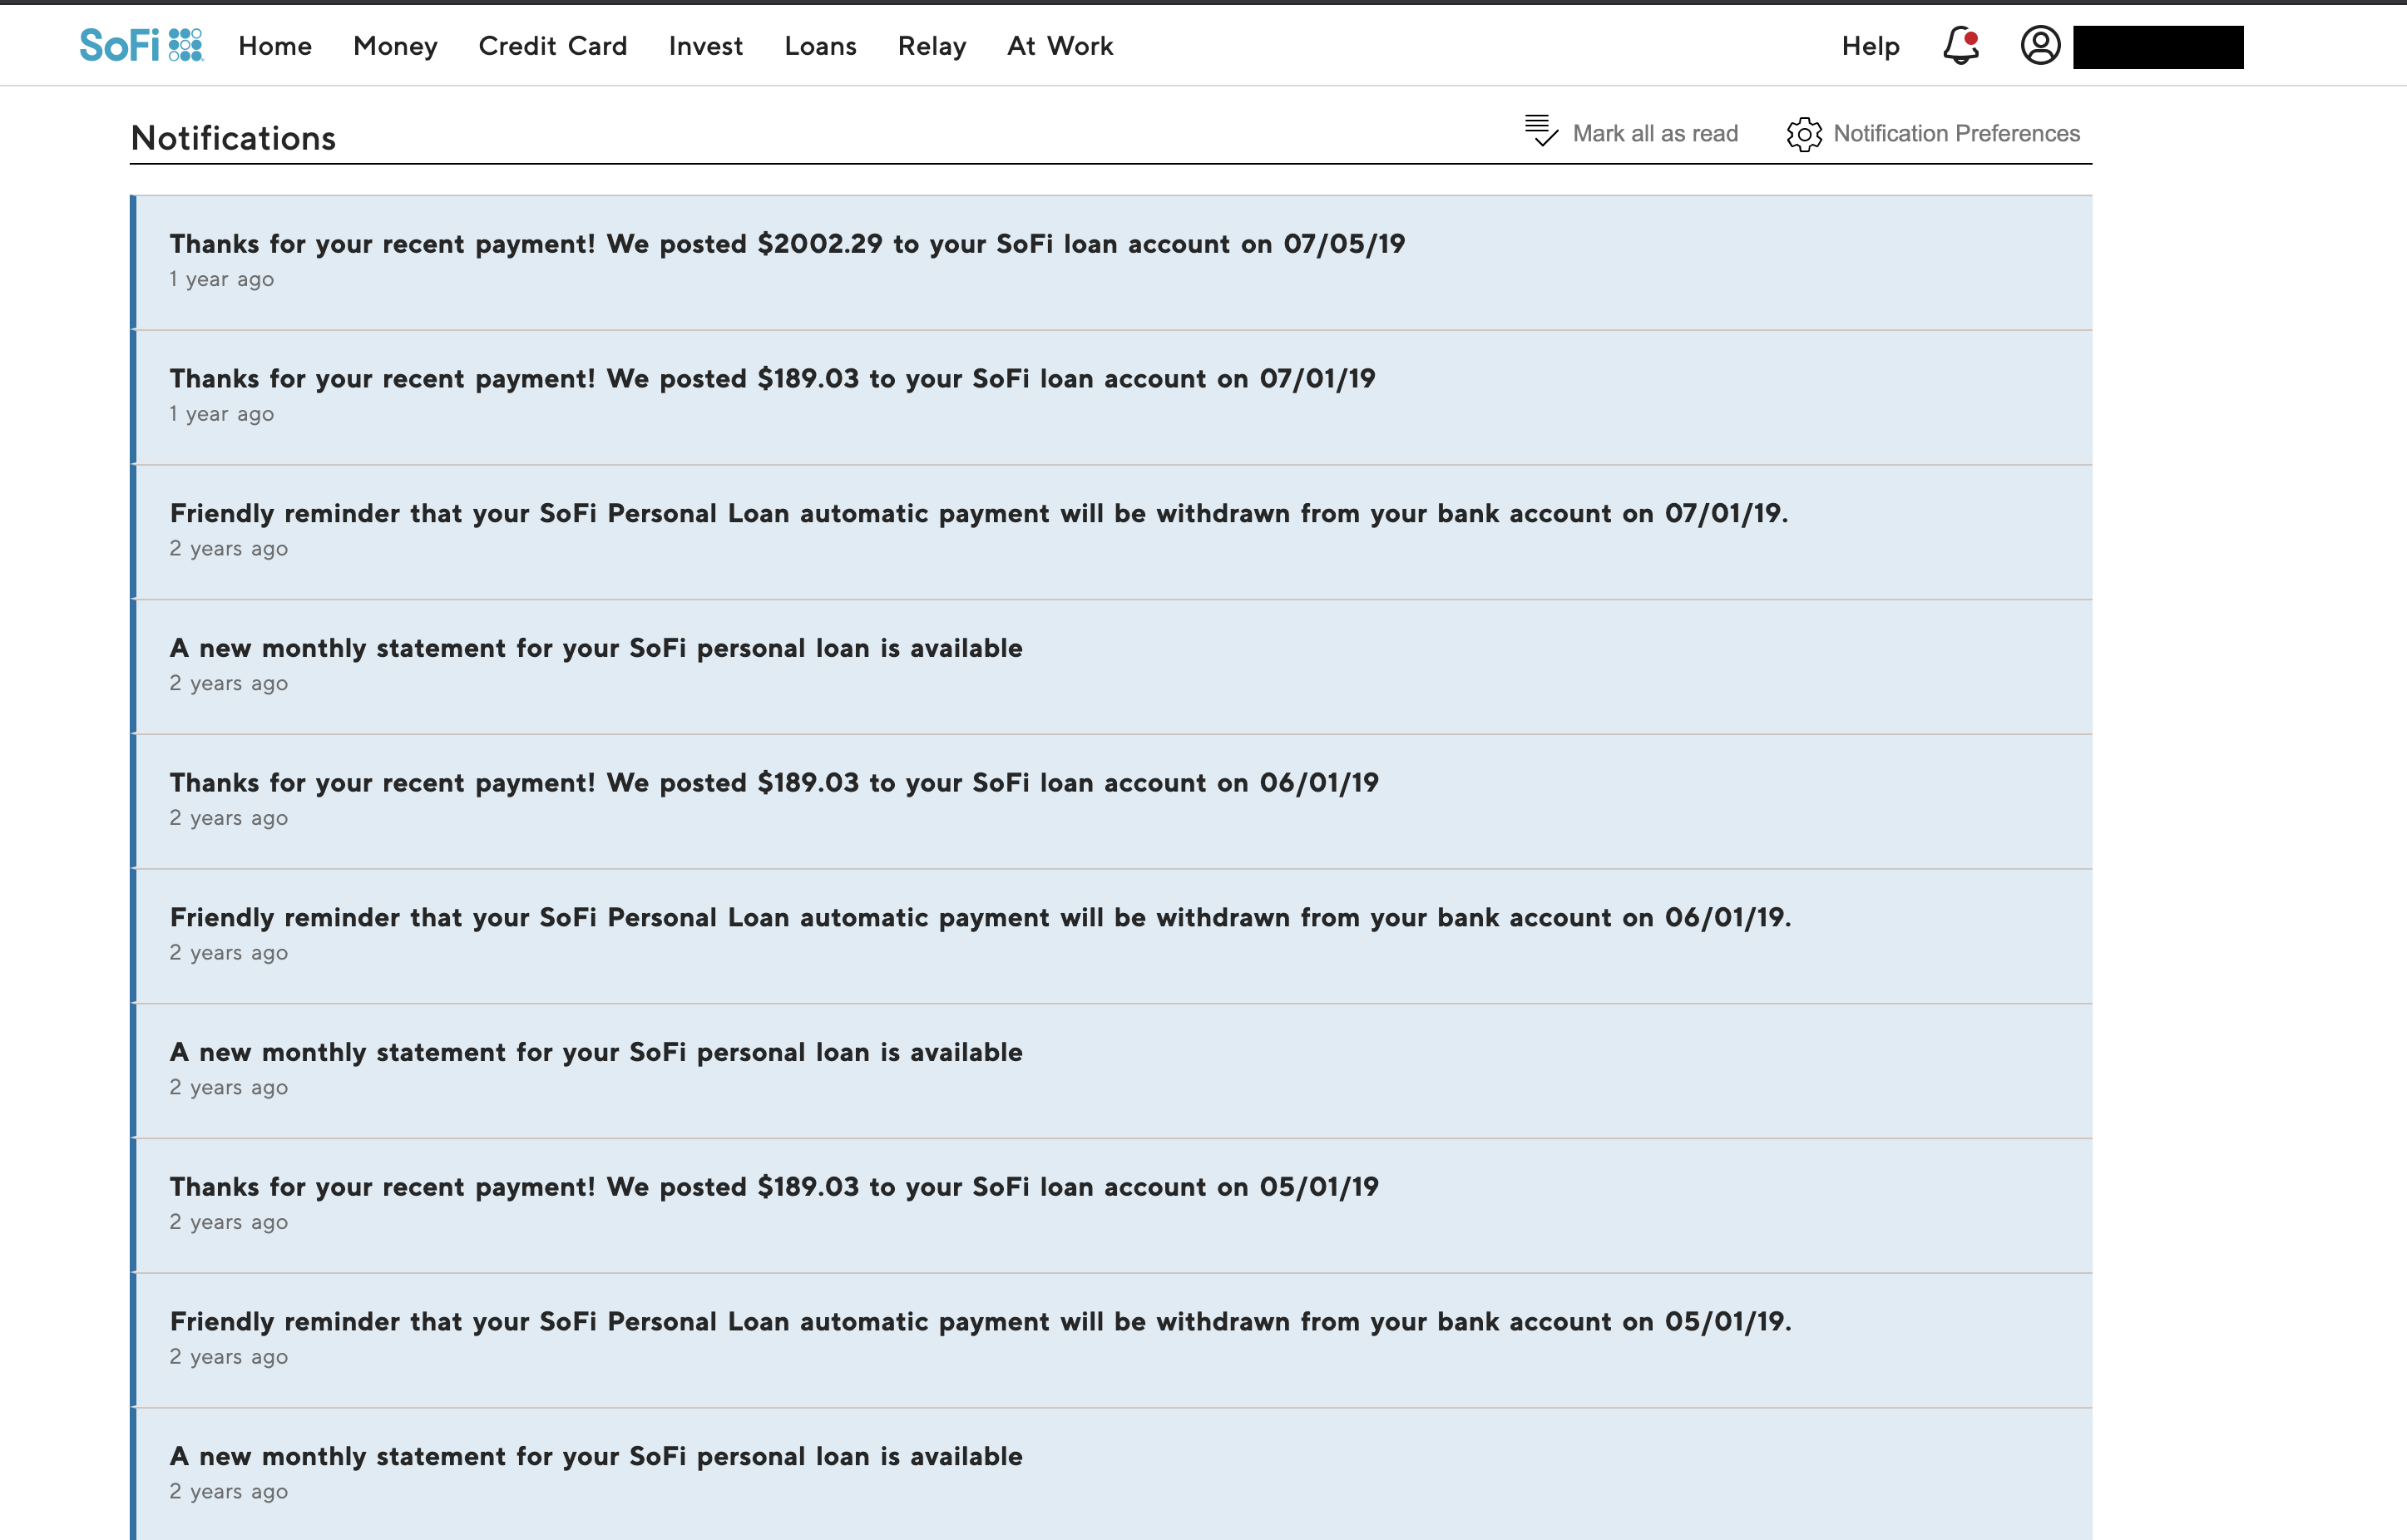 SoFi Home Money Credit Card Invest Loans Relay At Work Help
Notifications Mark all as read Notification Preferences
Thanks for your recent payment! We posted $2002.29 to your SoFi loan account on 07/05/19
1 year ago
Thanks for your recent payment! We posted $189.03 to your SoFi loan account on 07/01/19
1 year ago
Friendly reminder that your SoFi Personal Loan automatic payment will be withdrawn from your bank account on 07/01/19.
2 years ago
A new monthly statement for your SoFi personal loan is available
2 years ago
Thanks for your recent payment! We posted $189.03 to your SoFi loan account on 06/01/19
2 years ago
Friendly reminder that your SoFi Personal Loan automatic payment will be withdrawn from your bank account on 06/01/19.
2 years ago
A new monthly statement for your SoFi personal loan is available
2 years ago
Thanks for your recent payment! We posted $189.03 to your SoFi loan account on 05/01/19
2 years ago
Friendly reminder that your SoFi Personal Loan automatic payment will be withdrawn from your bank account on 05/01/19.
2 years ago
A new monthly statement for your SoFi personal loan is available
2 years ago